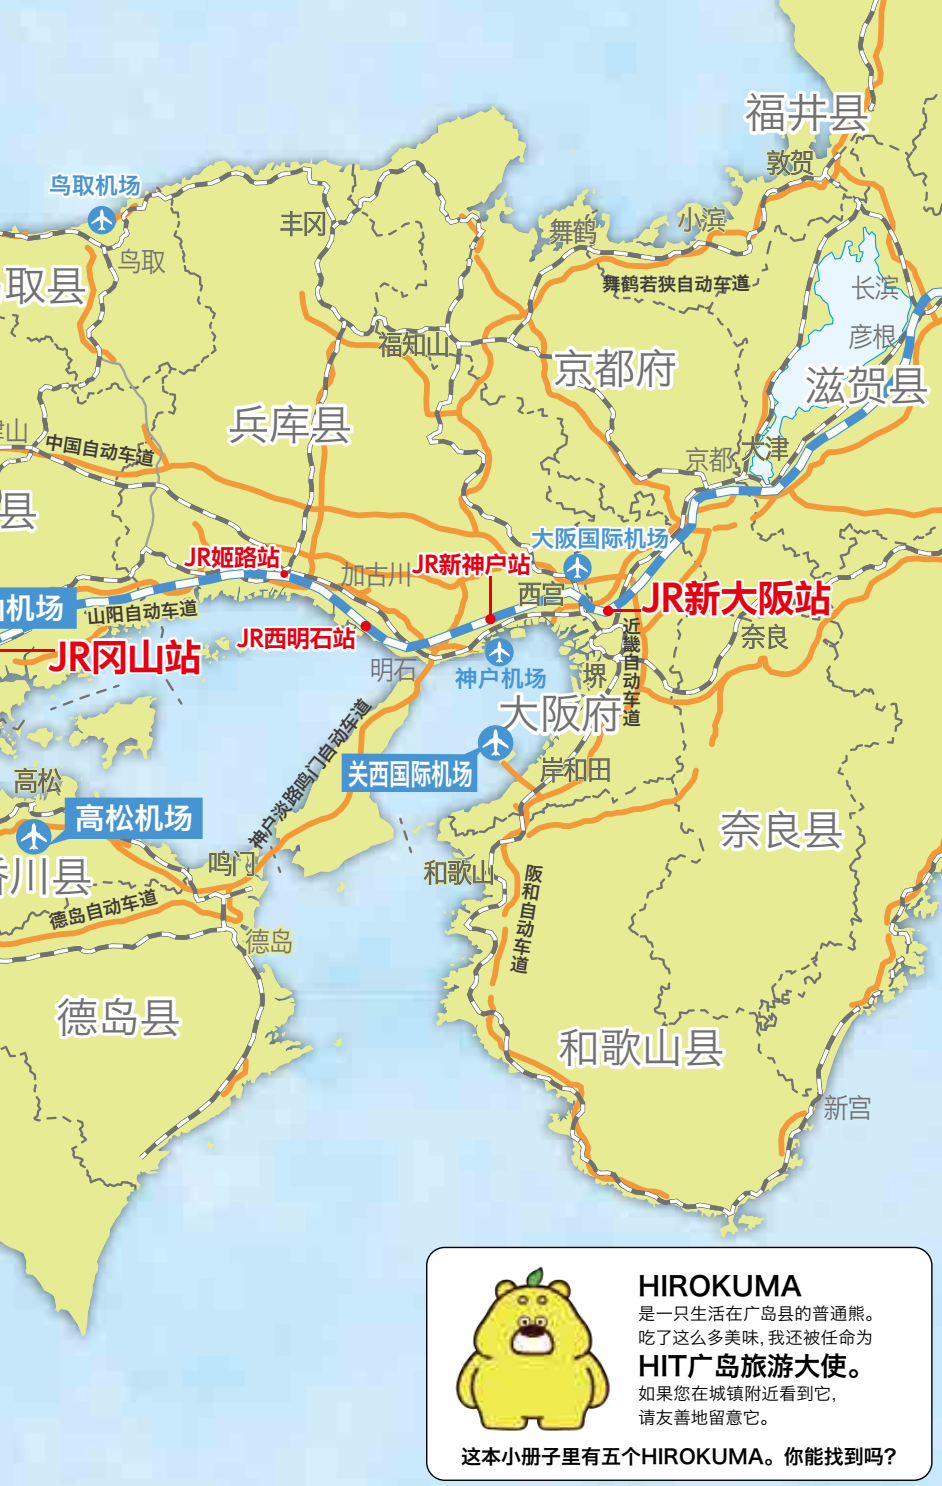 福井县
敦贺
鸟取机场
丰冈
舞鹤
小滨
鸟取
取县
舞鹤若狭自动车道
长滨
彦根
福知山
京都府
滋贺县
兵库县
山
中国自动车道
大津
京都
县
大阪国际机场
JR姬路站
加古川
JR新神户站
西宫
JR新大阪站
机场
山阳自动车道
JR西明石站
近畿自动车道
奈良
JR冈山站
明石
神户机场
堺
大阪府
神户淡路鸣门自动车道
关西国际机场
岸和田
高松
高松机场
奈良县
鸣门
和歌山
川县
阪和自动车道
德岛自动车道
德岛
德岛县
和歌山县
新宫
HIROKUMA
是一只生活在广岛县的普通熊。
吃了这么多美味, 我还被任命为
HIT广岛旅游大使。
如果您在城镇附近看到它,
请友善地留意它。
这本小册子里有五个HIROKUMA。你能找到吗?